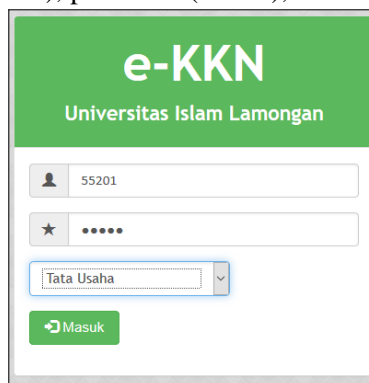 e-KKN
Universitas Islam Lamongan
55201
•••••
Tata Usaha
Masuk